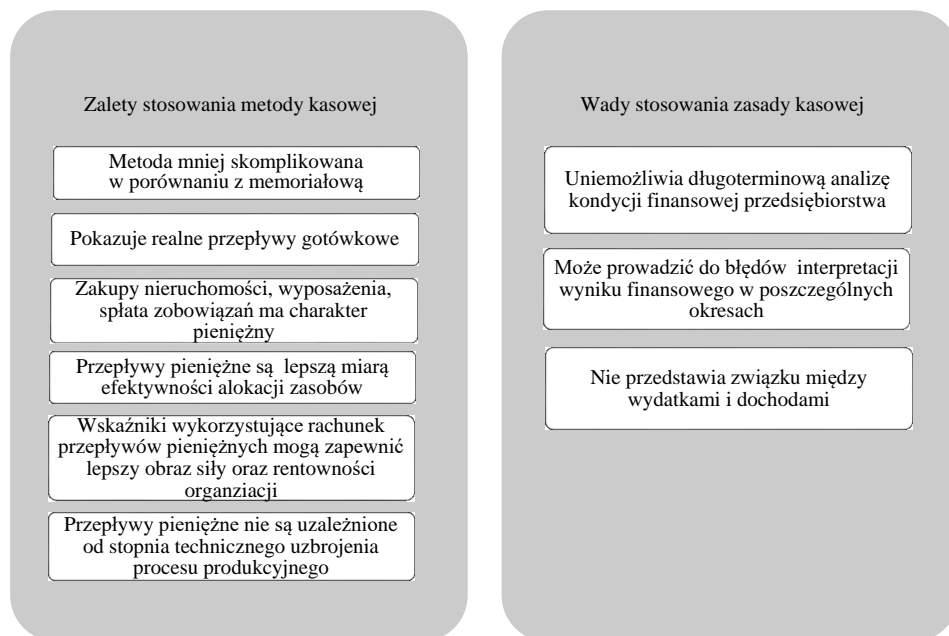 Zalety stosowania metody kasowej
Metoda mniej skomplikowana
w porównaniu z memoriałową
Pokazuje realne przepływy gotówkowe
Zakupy nieruchomości, wyposażenia,
spłata zobowiązań ma charakter
pieniężny
Przepływy pieniężne są lepszą miarą
efektywności alokacji zasobów
Wskaźniki wykorzystujące rachunek
przepływów pieniężnych mogą zapewnić
lepszy obraz siły oraz rentowności
organziacji
Przepływy pieniężne nie są uzależnione
od stopnia technicznego uzbrojenia
procesu produkcyjnego
Wady stosowania zasady kasowej
Uniemożliwia długoterminową analizę
kondycji finansowej przedsiębiorstwa
Może prowadzić do błędów interpretacji
wyniku finansowego w poszczególnych
okresach
Nie przedstawia związku między
wydatkami i dochodami